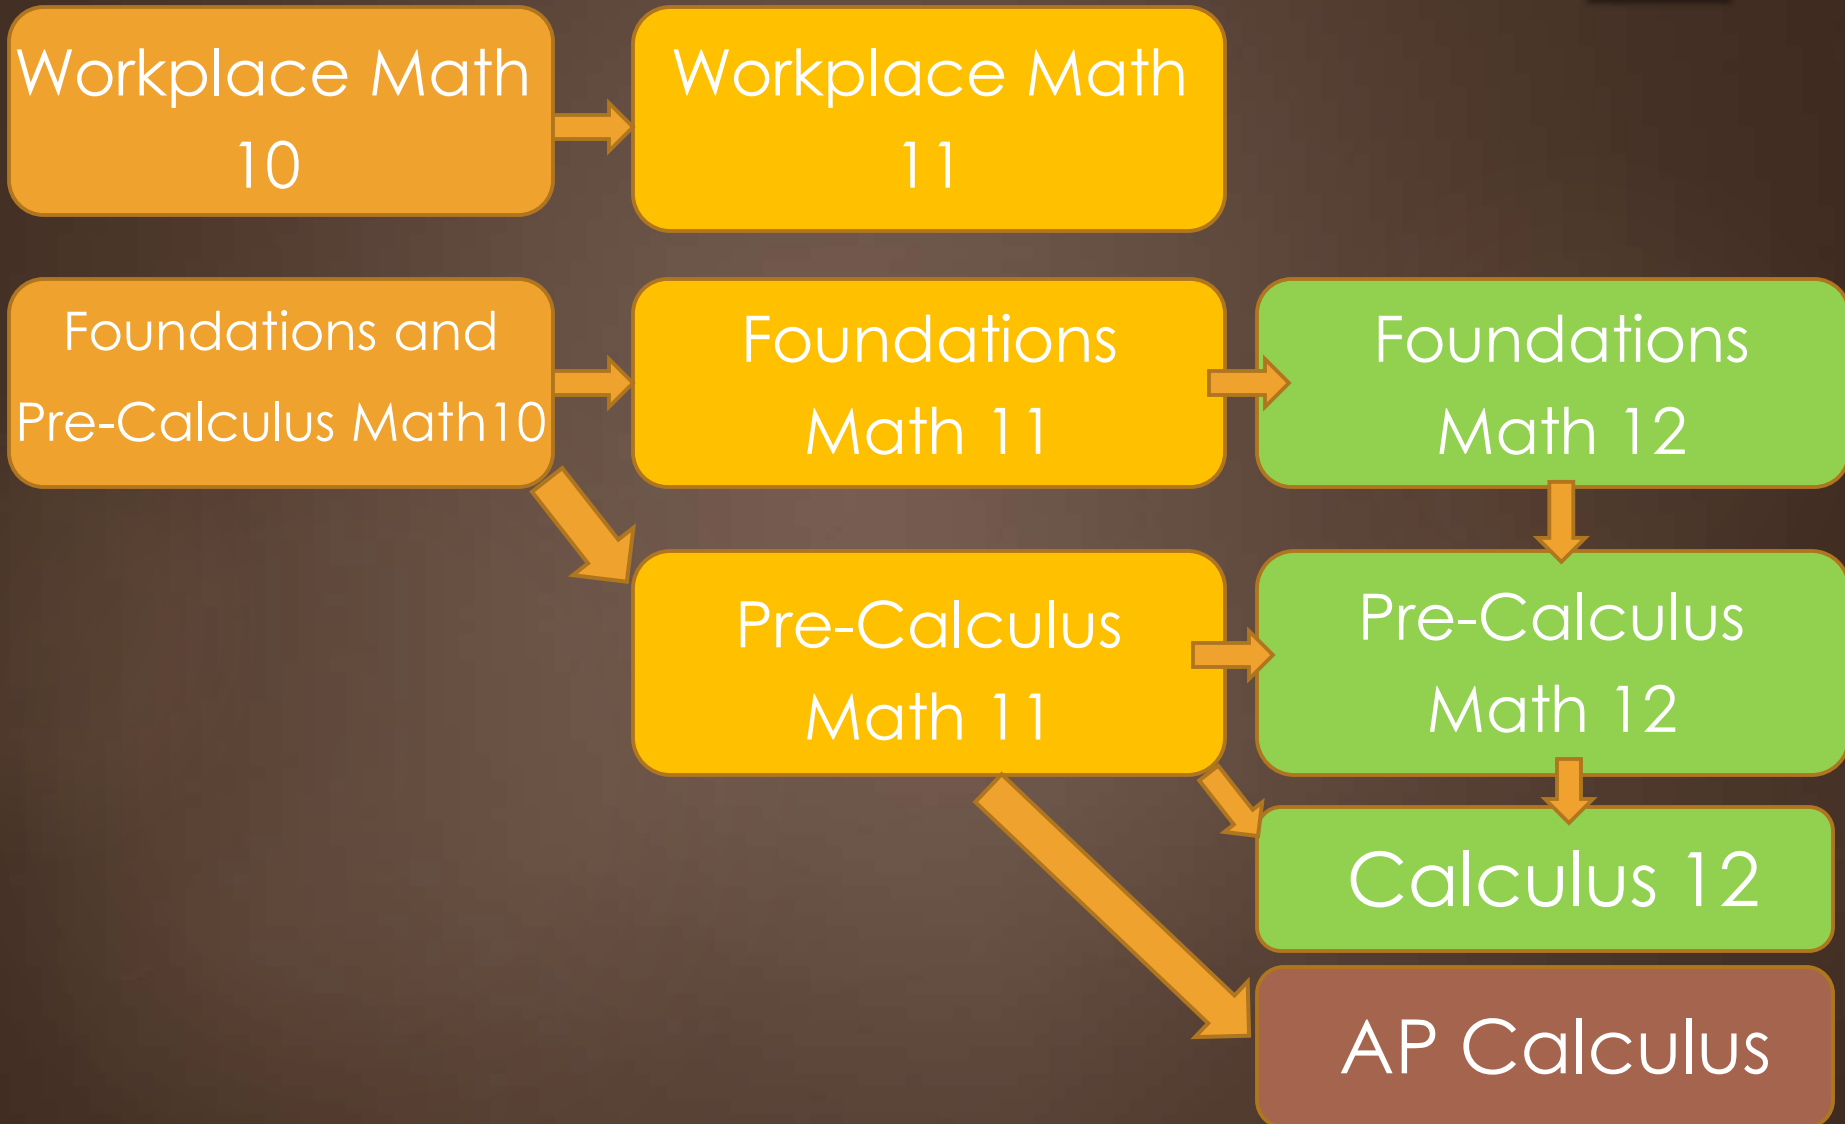 Workplace Math
10
Workplace Math
11
Foundations and
Pre-Calculus Math10
Foundations
Math 11
Foundations
Math 12
Pre-Calculus
Math 11
Pre-Calculus
Math 12
Calculus 12
AP Calculus